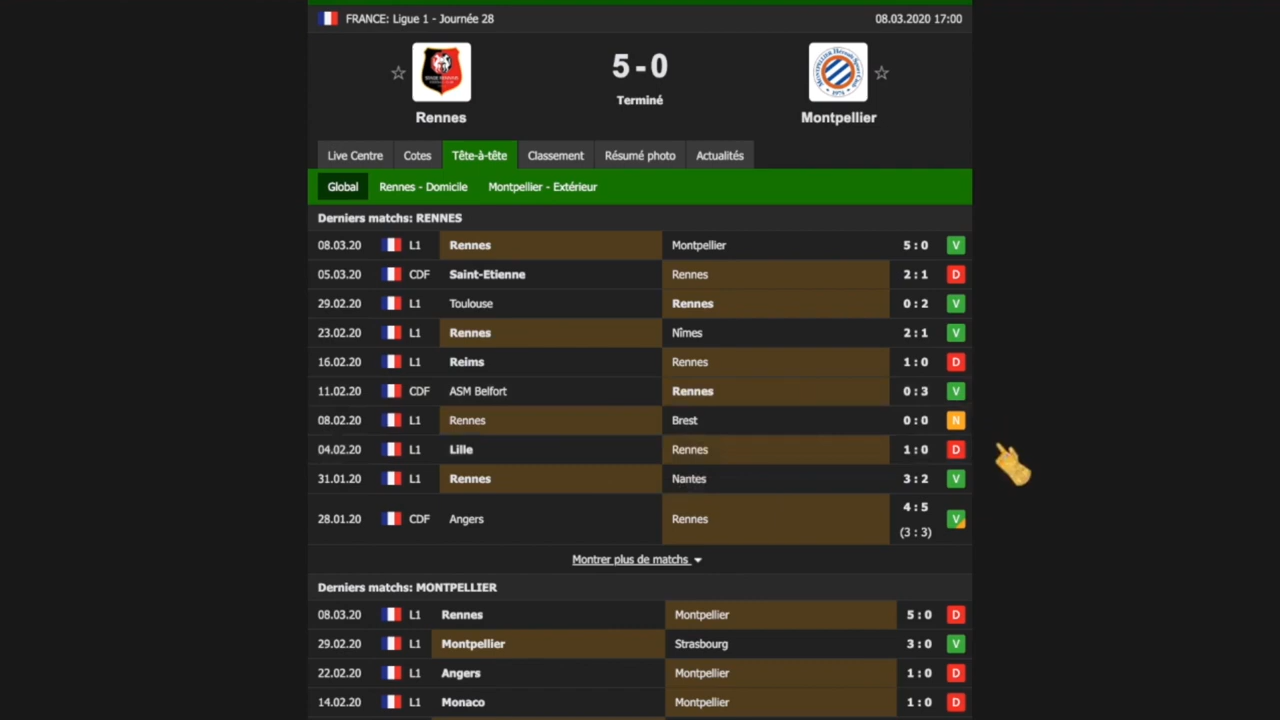 FRANCE: Ligue 1 - Journée 28 08.03.2020 17:00
5 - 0
Terminé
Rennes Montpellier
Live Centre Cotes Tête-à-tête Classement Résumé photo Actualités
Global Rennes - Domicile Montpellier - Extérieur
Derniers matchs: RENNES
08.03.20 L1 Rennes Montpellier 5 : 0 V
05.03.20 CDF Saint-Etienne Rennes 2 : 1 D
29.02.20 L1 Toulouse Rennes 0 : 2 V
23.02.20 L1 Rennes Nîmes 2 : 1 V
16.02.20 L1 Reims Rennes 1 : 0 D
11.02.20 CDF ASM Belfort Rennes 0 : 3 V
08.02.20 L1 Rennes Brest 0 : 0 N
04.02.20 L1 Lille Rennes 1 : 0 D
31.01.20 L1 Rennes Nantes 3 : 2 V
28.01.20 CDF Angers Rennes 4 : 5 V
(3 : 3)
Montrer plus de matchs
Derniers matchs: MONTPELLIER
08.03.20 L1 Rennes Montpellier 5 : 0 D
29.02.20 L1 Montpellier Strasbourg 3 : 0 V
22.02.20 L1 Angers Montpellier 1 : 0 D
14.02.20 L1 Monaco Montpellier 1 : 0 D